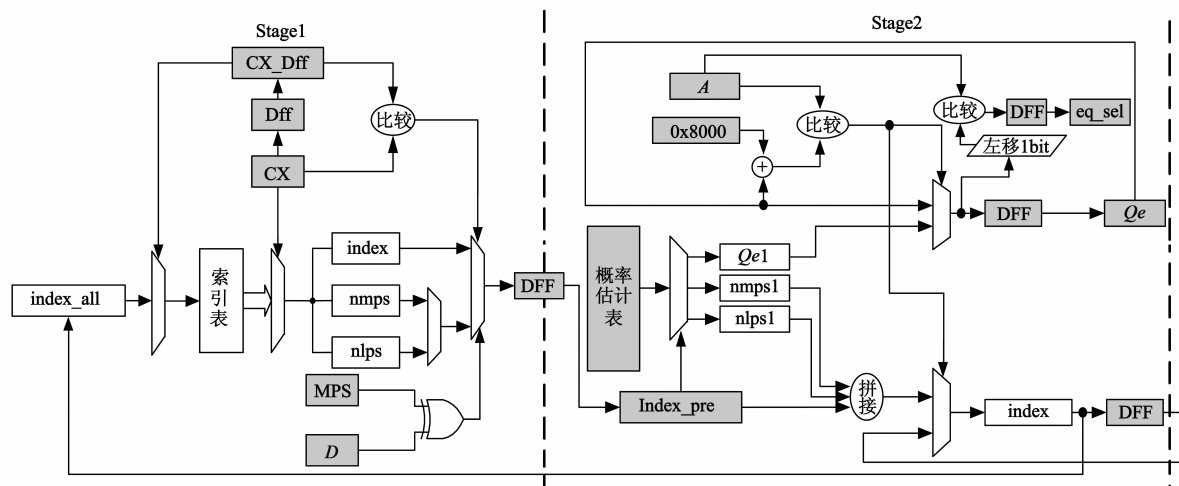 Stage1
Stage2
CX_Dff
Dff
CX
比较
index_all
索引表
index
nmps
nlps
MPS
D
DFF
A
0x8000
+
比较
比较
DFF
eq_sel
左移1bit
DFF
Qe
概率估计表
Qe1
nmps1
nlps1
Index_pre
拼接
index
DFF